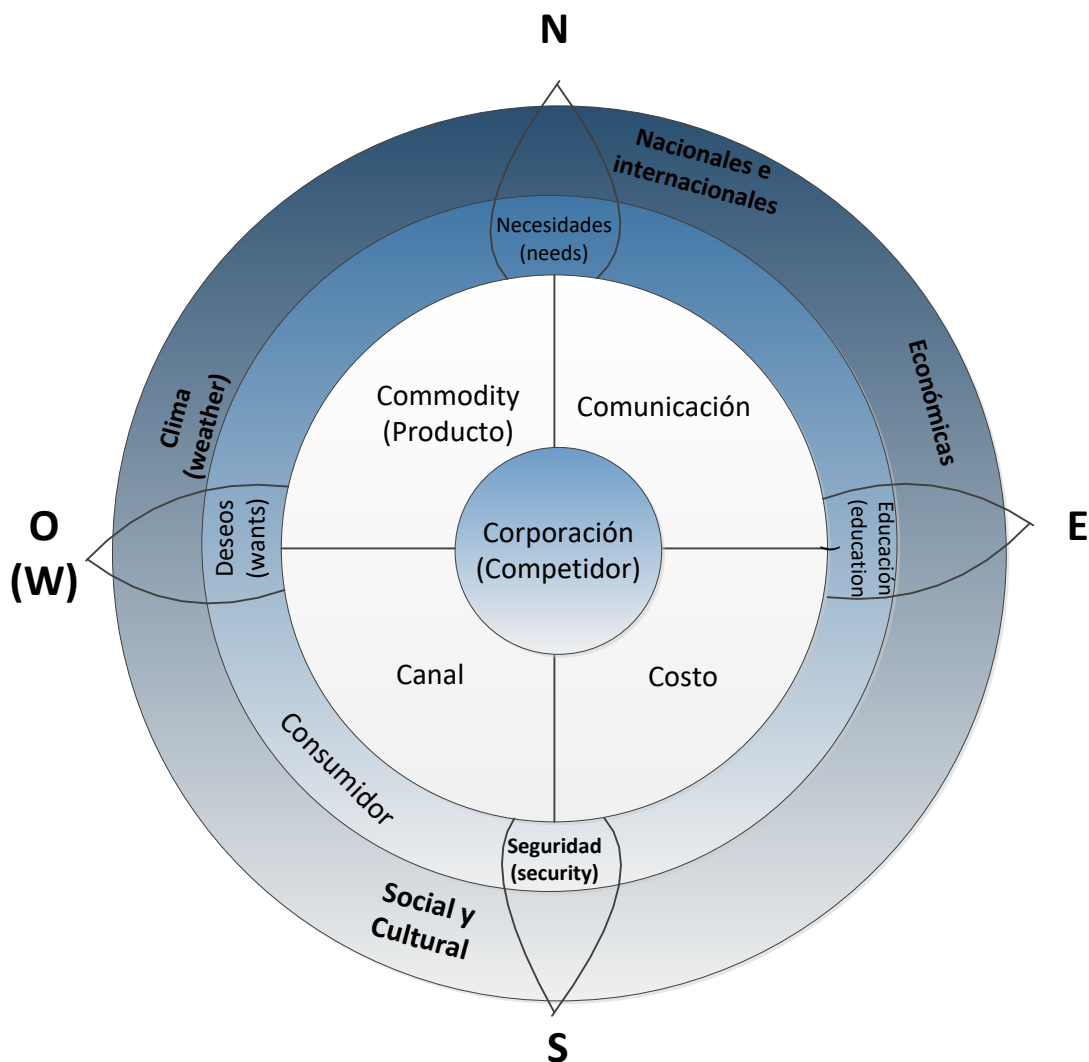 N
Nacionales e
internacionales
Necesidades
(needs)
Económicas
Clima
(weather)
Commodity
(Producto)
Comunicación
O
(W)
Deseos
(wants)
Corporación
(Competidor)
Educación
(education)
E
Canal
Costo
Consumidor
Seguridad
(security)
Social y
Cultural
S